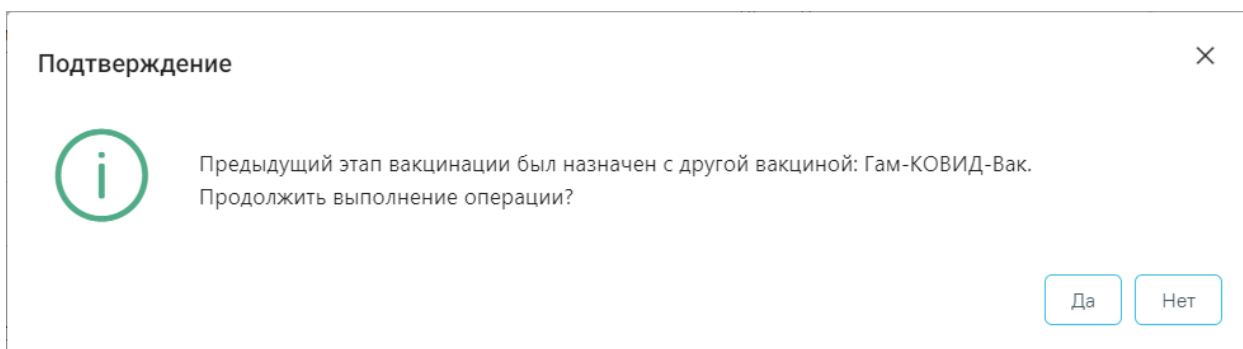 Подтверждение
Предыдущий этап вакцинации был назначен с другой вакциной: Гам-КОВИД-Вак.
Продолжить выполнение операции?
Да
Нет